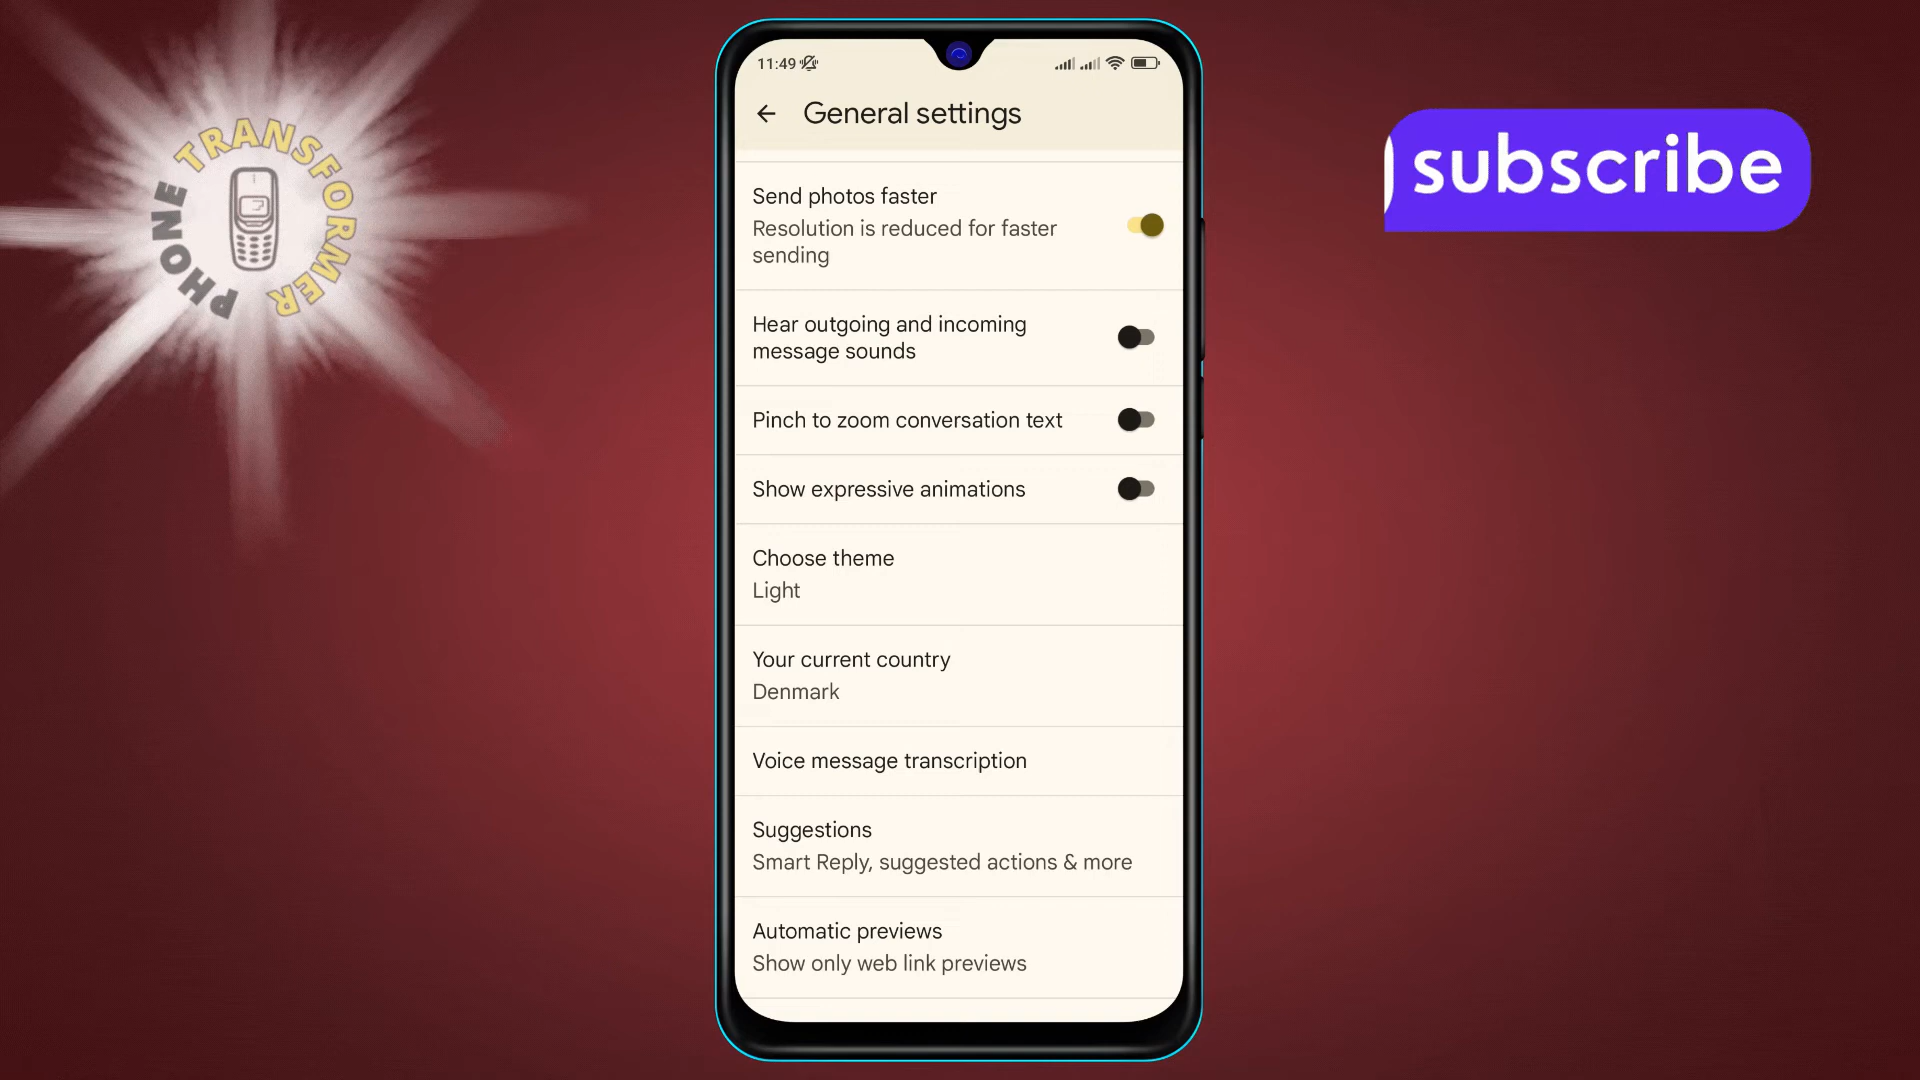 PHONE TRANSFORMER
11:49
General settings
Send photos faster
Resolution is reduced for faster
sending
Hear outgoing and incoming
message sounds
Pinch to zoom conversation text
Show expressive animations
Choose theme
Light
Your current country
Denmark
Voice message transcription
Suggestions
Smart Reply, suggested actions & more
Automatic previews
Show only web link previews
subscribe